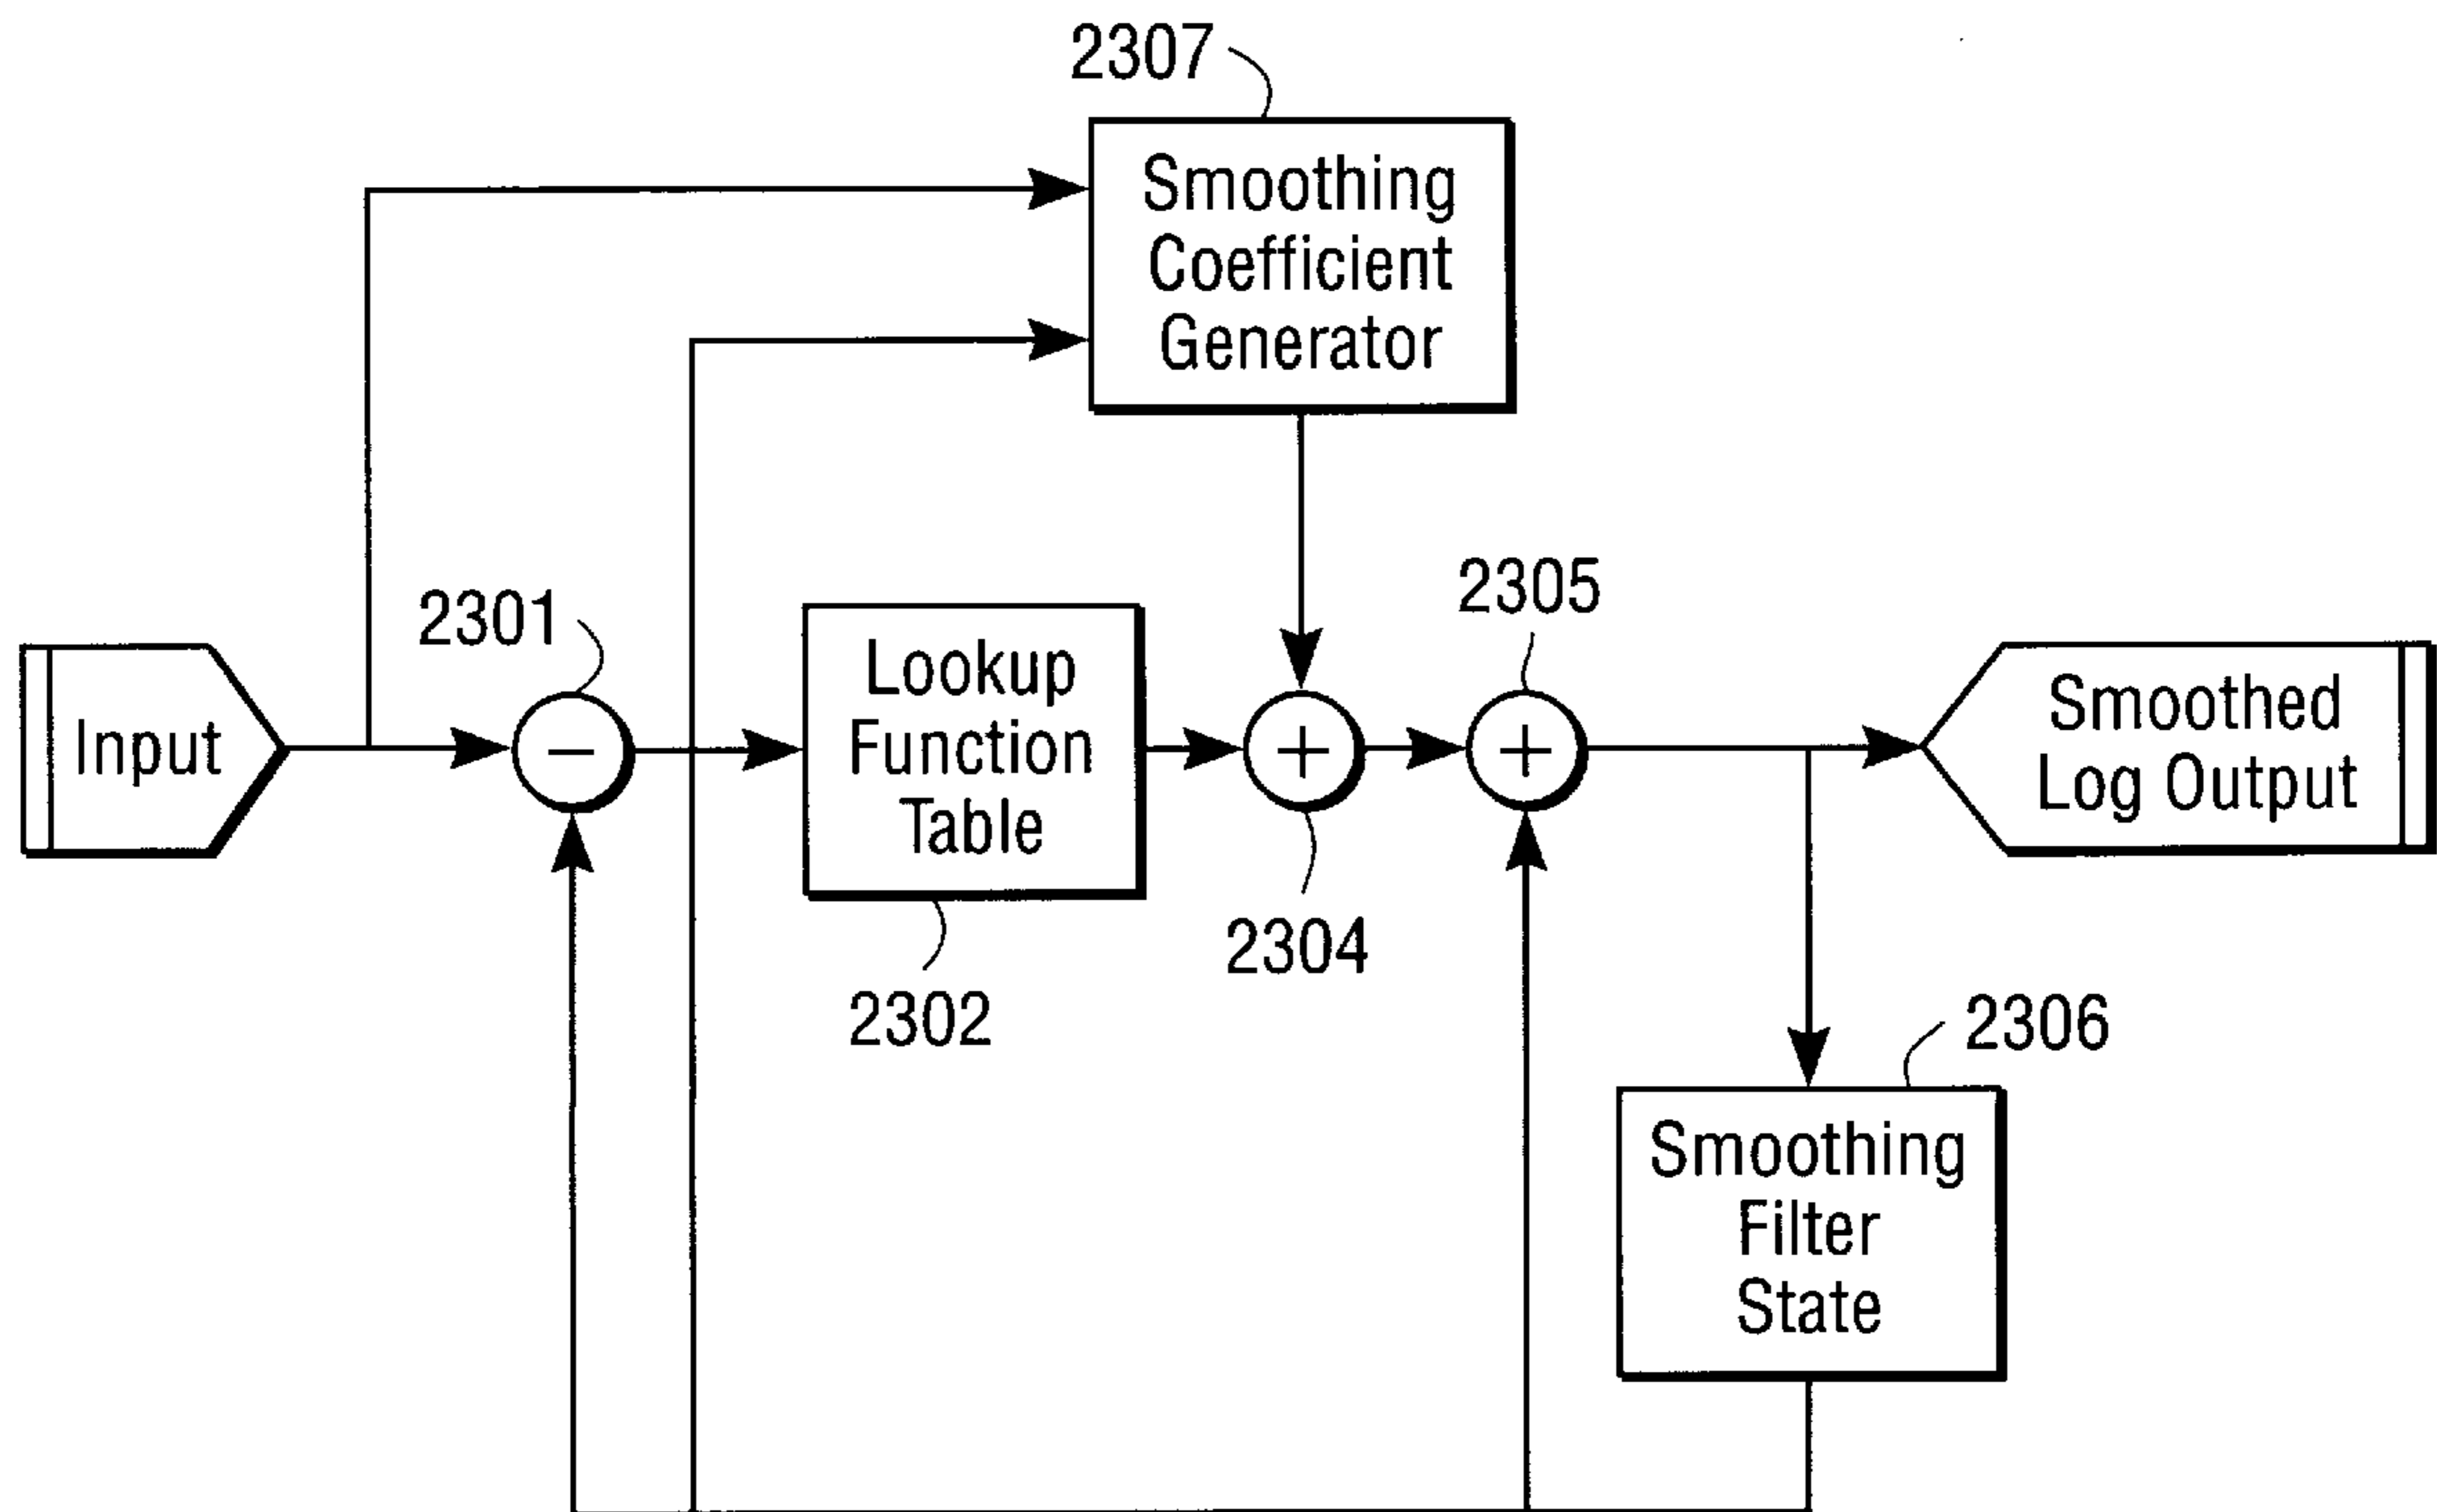 2307
Smoothing
Coefficient
Generator
2301
2305
Input
−
Lookup
Function
Table
+
+
Smoothed
Log Output
2304
2302
2306
Smoothing
Filter
State